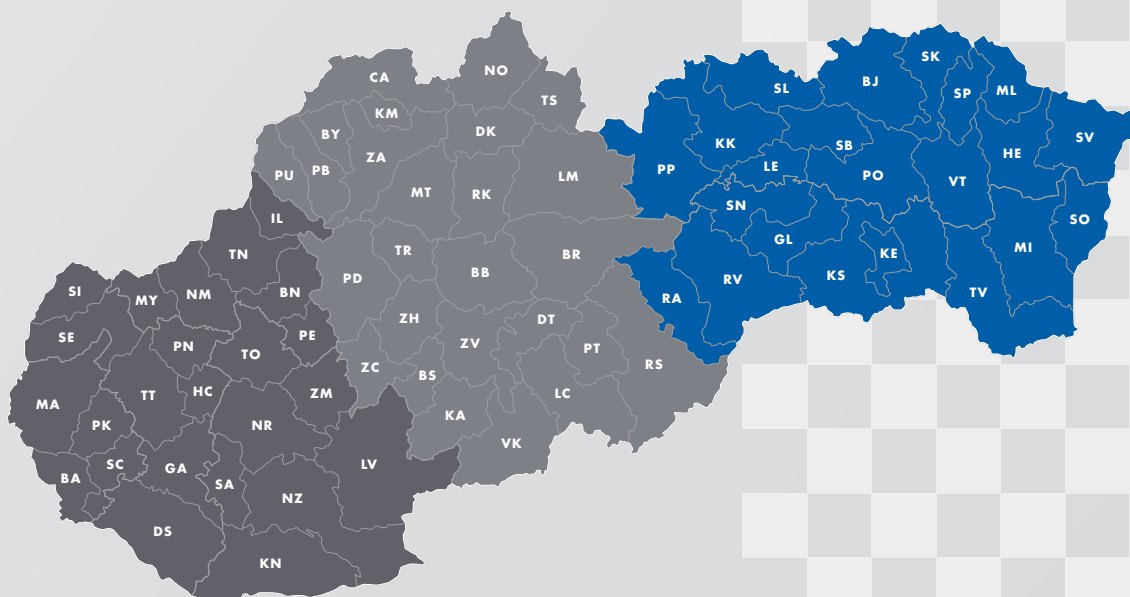 SK
NO
CA
BJ
SL
ML
SP
TS
KM
DK
BY
SV
KK
SB
HE
ZA
LE
PP
PB
PU
LM
PO
VT
MT
RK
SN
IL
SO
GL
MI
TR
TN
BR
KE
BB
KS
PD
RV
SI
MY
NM
BN
TV
RA
ZH
DT
SE
PE
ZV
PN
PT
TO
RS
ZC
BS
HC
ZM
LC
TT
MA
KA
PK
NR
VK
SC
LV
GA
BA
SA
NZ
DS
KN